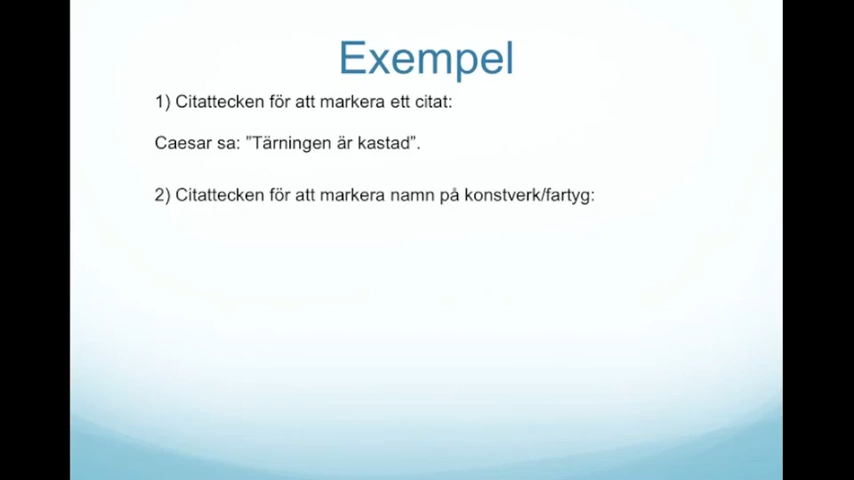 Exempel
1) Citattecken för att markera ett citat:
Caesar sa: ”Tärningen är kastad”.
2) Citattecken för att markera namn på konstverk/fartyg: